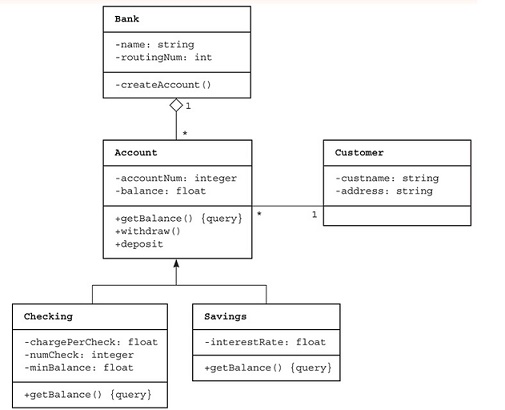 Bank
-name: string
-routingNum: int
-createAccount()
1
*
Account
-accountNum: integer
-balance: float
+getBalance() {query}
+withdraw()
+deposit
*
1
Customer
-custname: string
-address: string
Checking
-chargePerCheck: float
-numCheck: integer
-minBalance: float
+getBalance() {query}
Savings
-interestRate: float
+getBalance() {query}